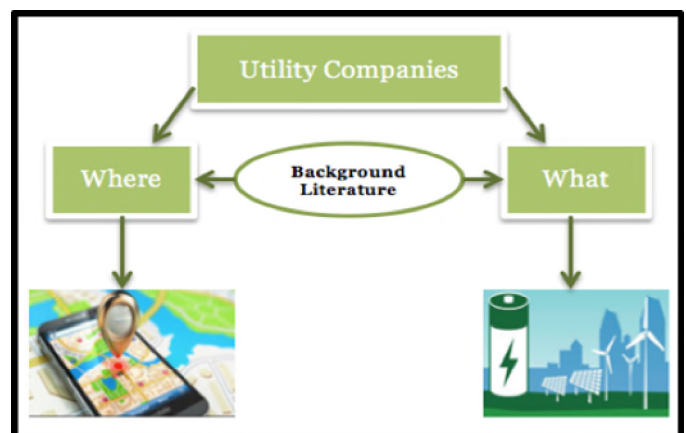 Utility Companies
Where
Background
Literature
What